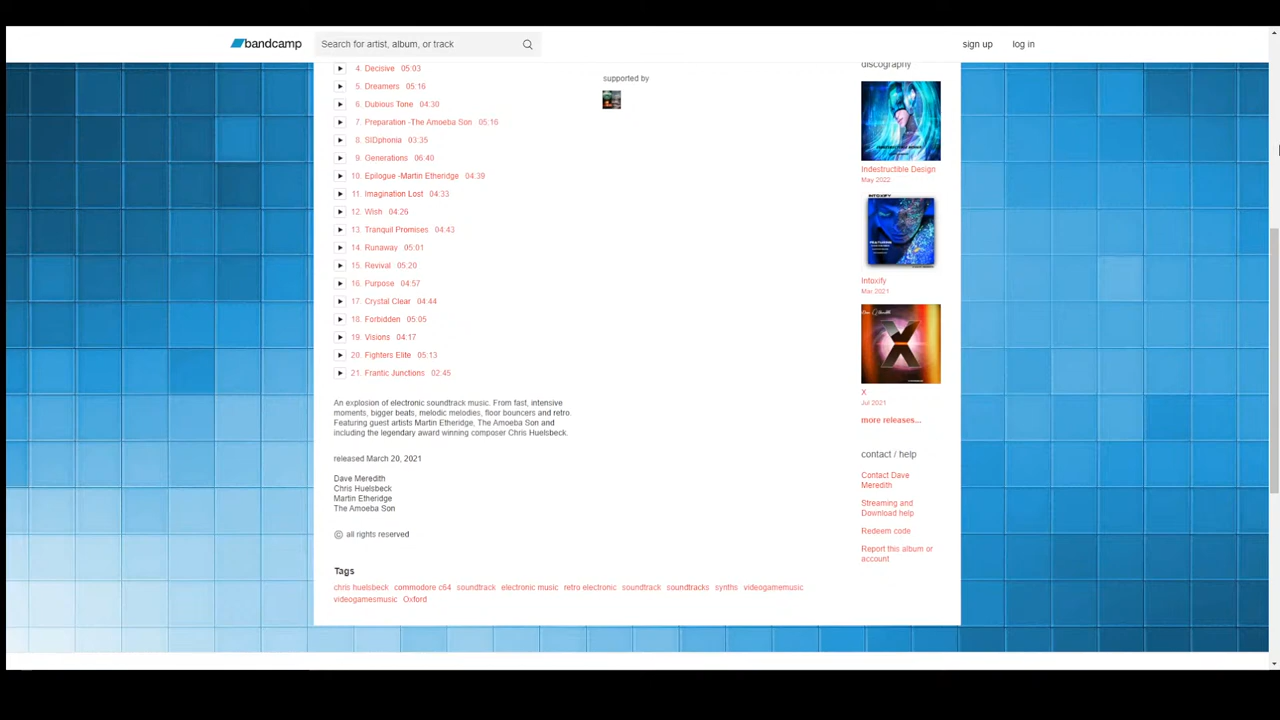 bandcamp
Search for artist, album, or track
sign up
log in
4. Decisive 05:03
5. Dreamers 05:16
6. Dubious Tone 04:30
7. Preparation -The Amoeba Son 05:16
8. SIDphonia 03:35
9. Generations 06:40
10. Epilogue -Martin Etheridge 04:39
11. Imagination Lost 04:33
12. Wish 04:26
13. Tranquil Promises 04:43
14. Runaway 05:01
15. Revival 05:20
16. Purpose 04:57
17. Crystal Clear 04:44
18. Forbidden 05:05
19. Visions 04:17
20. Fighters Elite 05:13
21. Frantic Junctions 02:45
An explosion of electronic soundtrack music. From fast, intensive
moments, bigger beats, melodic melodies, floor bouncers and retro.
Featuring guest artists Martin Etheridge, The Amoeba Son and
including the legendary award winning composer Chris Huelsbeck.
released March 20, 2021
Dave Meredith
Chris Huelsbeck
Martin Etheridge
The Amoeba Son
© all rights reserved
Tags
chris huelsbeck commodore c64 soundtrack electronic music retro electronic soundtrack soundtracks synths videogamemusic
videogamesmusic Oxford
supported by
discography
Indestructible Design
May 2022
INTOXIFY
Intoxify
Mar 2021
X
X
Jul 2021
more releases...
contact / help
Contact Dave
Meredith
Streaming and
Download help
Redeem code
Report this album or
account